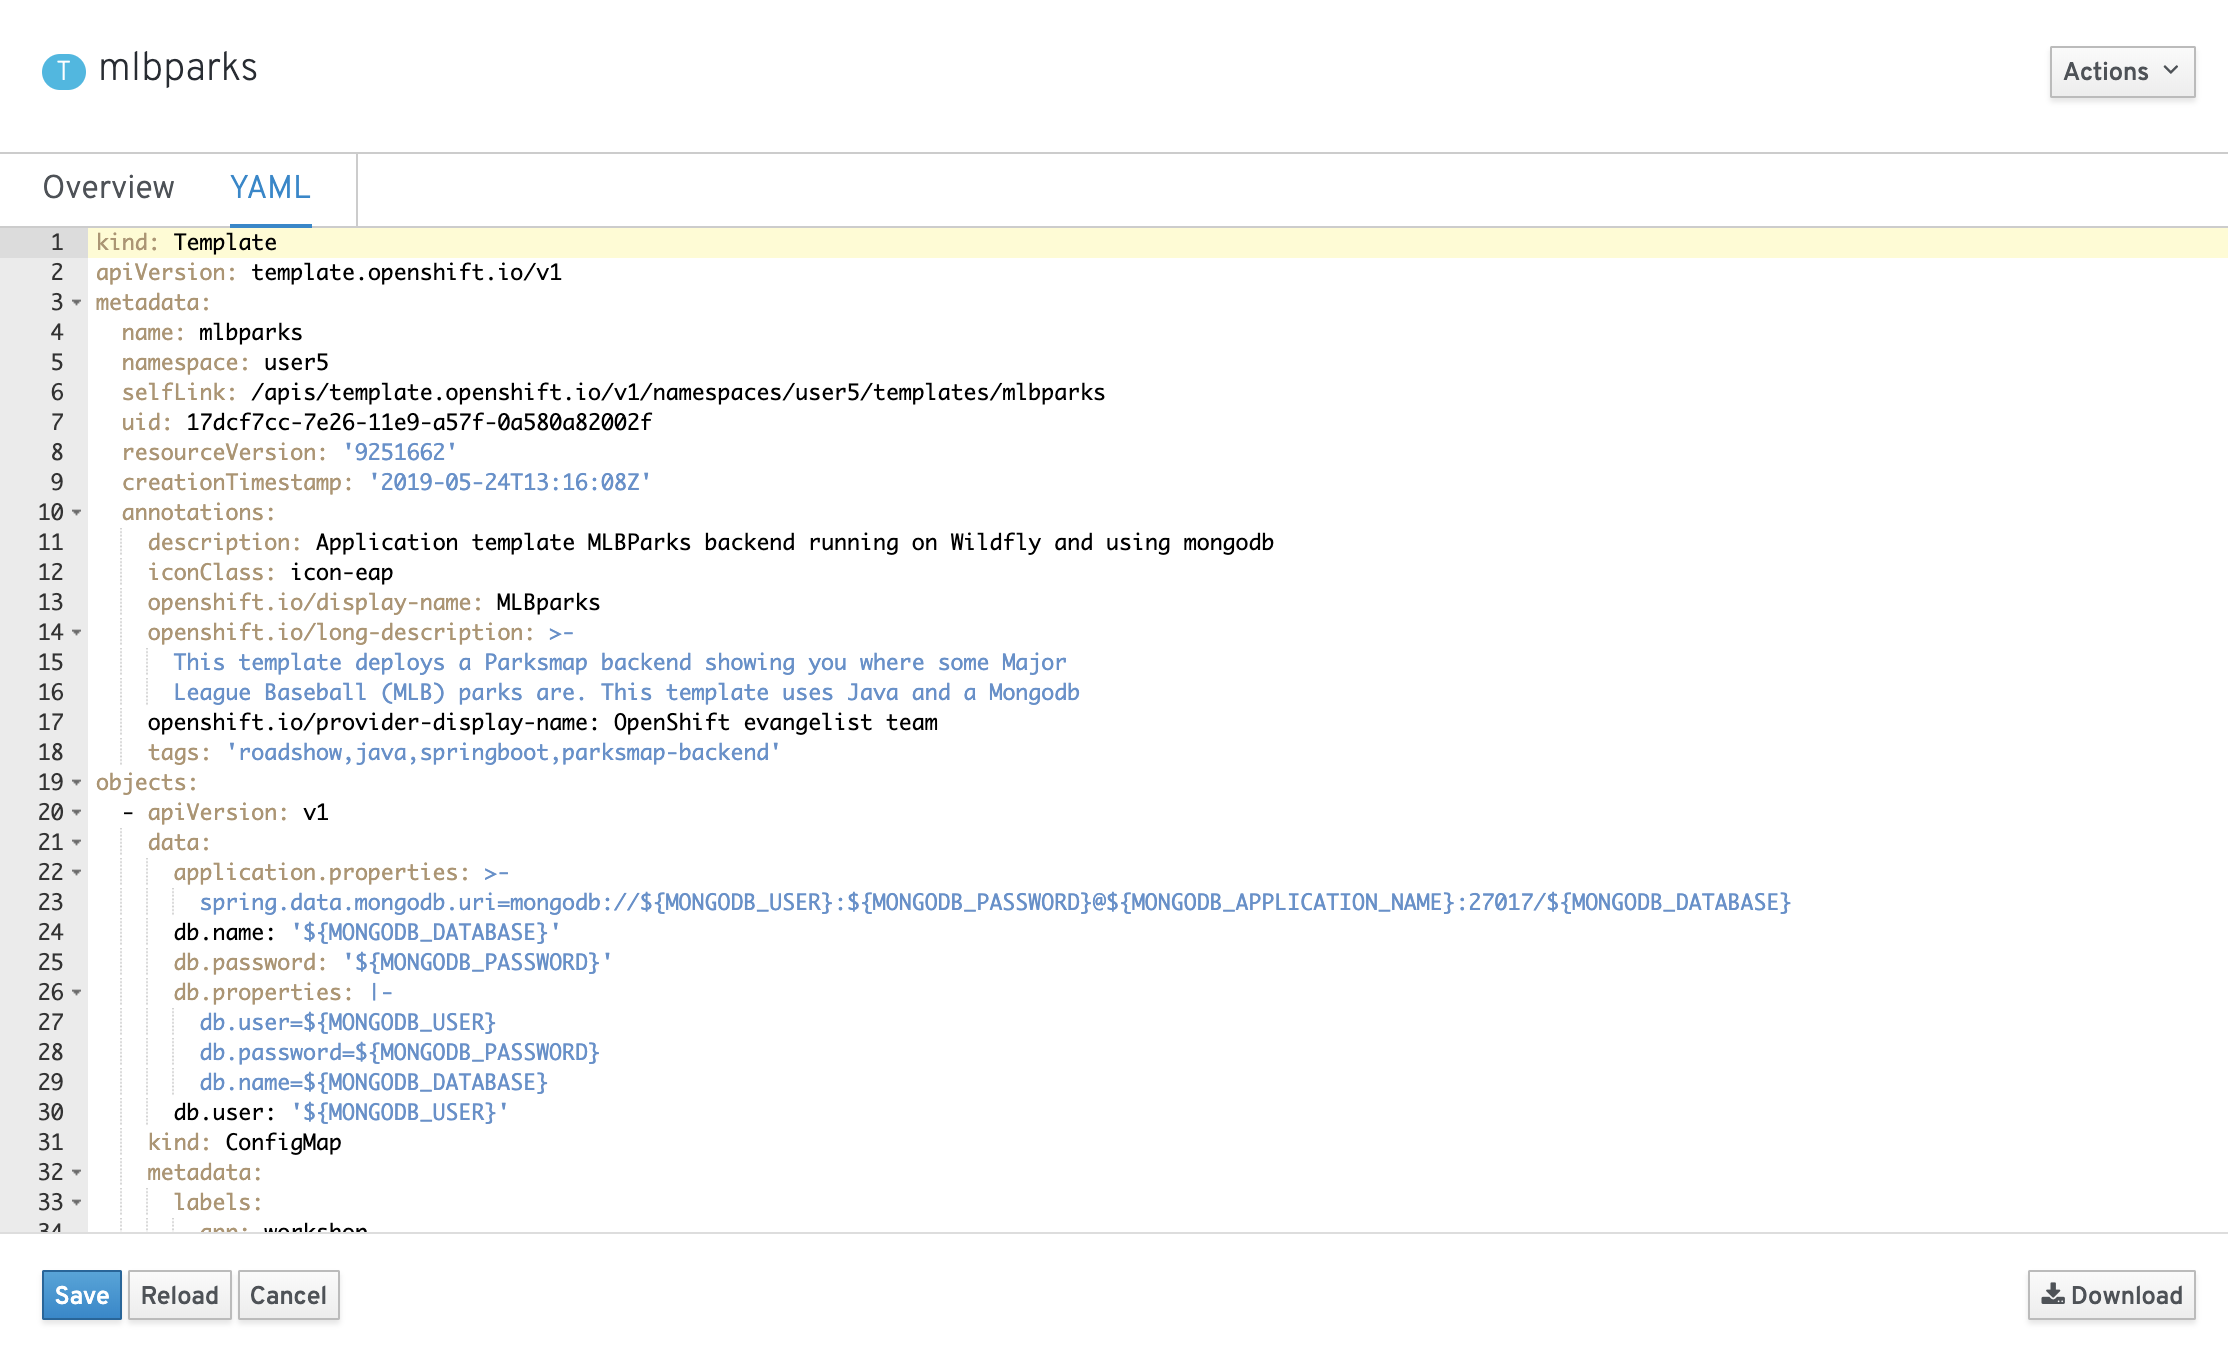 T mlbparks
Actions
Overview YAML
1 kind: Template
2 apiVersion: template.openshift.io/v1
3 metadata:
4   name: mlbparks
5   namespace: user5
6   selfLink: /apis/template.openshift.io/v1/namespaces/user5/templates/mlbparks
7   uid: 17dcf7cc-7e26-11e9-a57f-0a580a82002f
8   resourceVersion: '9251662'
9   creationTimestamp: '2019-05-24T13:16:08Z'
10   annotations:
11     description: Application template MLBParks backend running on Wildfly and using mongodb
12     iconClass: icon-eap
13     openshift.io/display-name: MLBparks
14     openshift.io/long-description: >-
15       This template deploys a Parksmap backend showing you where some Major
16       League Baseball (MLB) parks are. This template uses Java and a Mongodb
17     openshift.io/provider-display-name: OpenShift evangelist team
18     tags: 'roadshow,java,springboot,parksmap-backend'
19 objects:
20   - apiVersion: v1
21     data:
22       application.properties: >-
23         spring.data.mongodb.uri=mongodb://${MONGODB_USER}:${MONGODB_PASSWORD}@${MONGODB_APPLICATION_NAME}:27017/${MONGODB_DATABASE}
24       db.name: '${MONGODB_DATABASE}'
25       db.password: '${MONGODB_PASSWORD}'
26       db.properties: |-
27         db.user=${MONGODB_USER}
28         db.password=${MONGODB_PASSWORD}
29         db.name=${MONGODB_DATABASE}
30       db.user: '${MONGODB_USER}'
31     kind: ConfigMap
32     metadata:
33       labels:
34         app: workshop
Save Reload Cancel Download